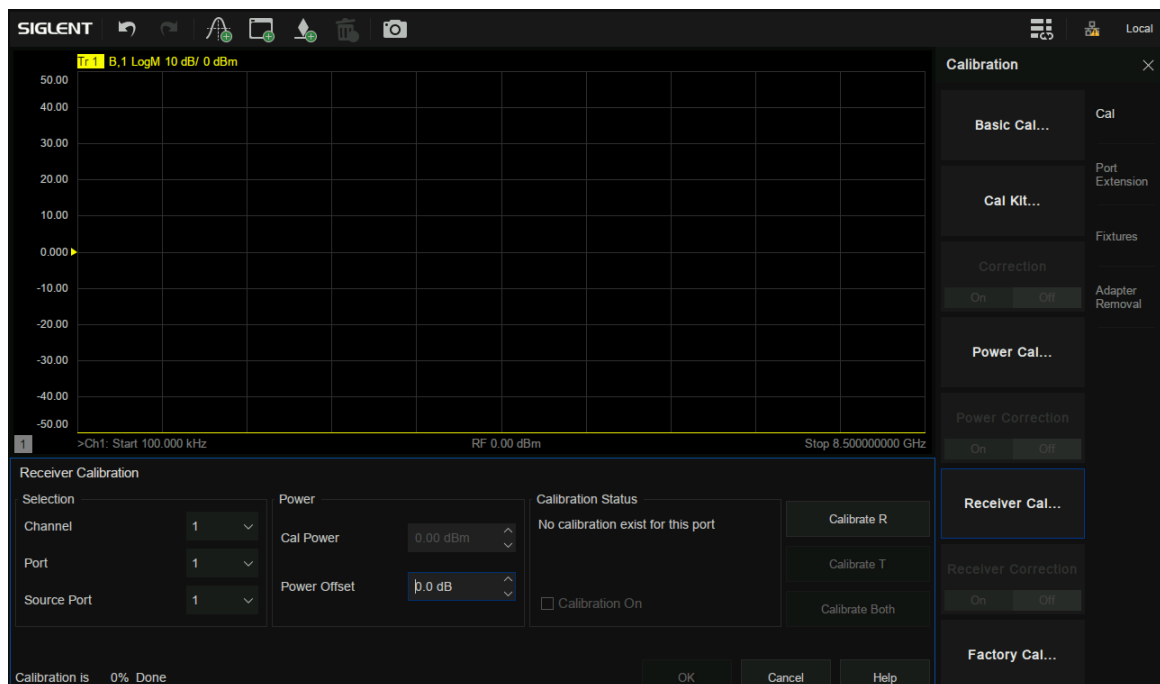 SIGLENT
Local
Tr 1 B,1 LogM 10 dB/ 0 dBm
50.00
40.00
30.00
20.00
10.00
0.000
-10.00
-20.00
-30.00
-40.00
-50.00
1 >Ch1: Start 100.000 kHz RF 0.00 dBm Stop 8.500000000 GHz
Receiver Calibration
Selection
Channel 1
Port 1
Source Port 1
Power
Cal Power 0.00 dBm
Power Offset 0.0 dB
Calibration Status
No calibration exist for this port
Calibration On
Calibrate R
Calibrate T
Calibrate Both
Calibration is 0% Done
OK Cancel Help
Calibration
Basic Cal...
Cal Kit...
Correction
On Off
Power Cal...
Power Correction
On Off
Receiver Cal...
Receiver Correction
On Off
Factory Cal...
Cal
Port
Extension
Fixtures
Adapter
Removal